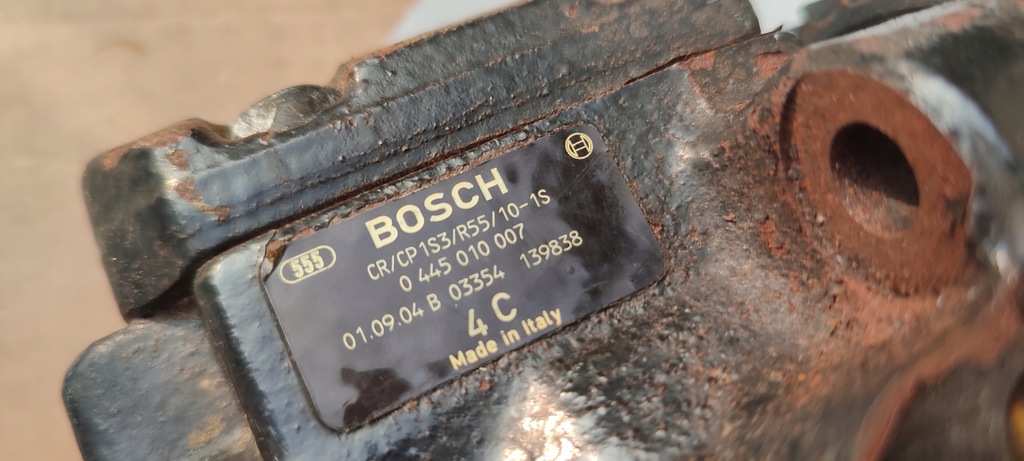 BOSCH
555
CR/CP1S3/R55/10-1S
0 445 010 007
01.09.04 B 03354 139838
4 C
Made in Italy